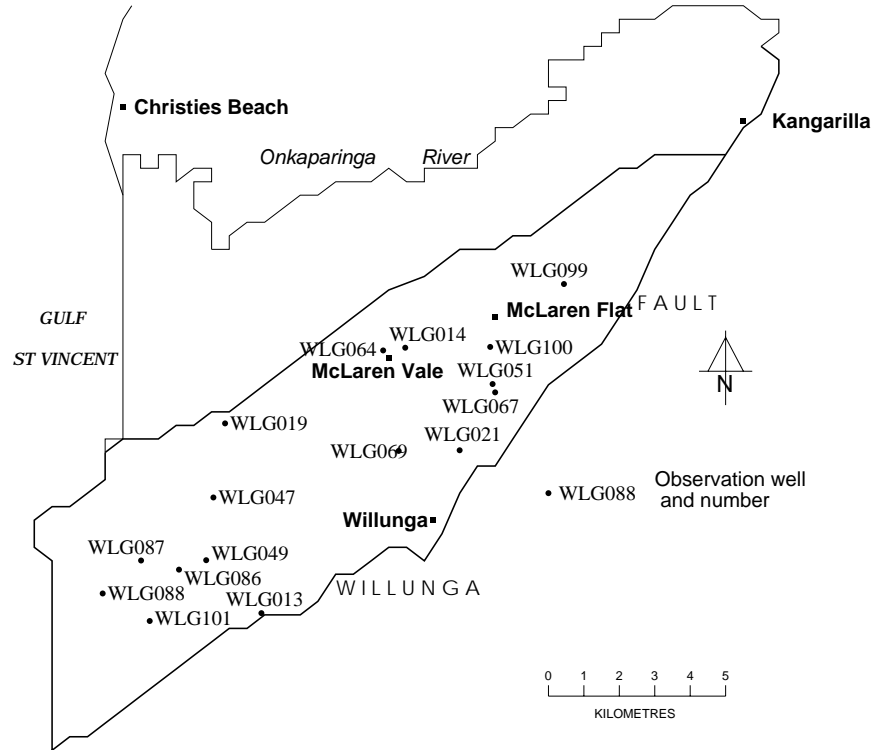 Christies Beach
Kangarilla
Onkaparinga River
WLG099
FAULT
McLaren Flat
GULF
ST VINCENT
WLG014
WLG064
WLG100
McLaren Vale
WLG051
N
WLG067
WLG019
WLG021
WLG069
WLG088 Observation well
and number
WLG047
Willunga
WLG087
WLG049
WLG086
WILLUNGA
WLG088
WLG013
WLG101
0 1 2 3 4 5
KILOMETRES